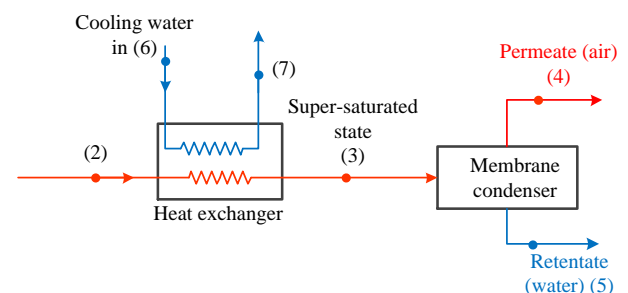 Cooling water
in (6)
(7)
Permeate (air)
(4)
Super-saturated
state
(3)
(2)
Membrane
condenser
Heat exchanger
Retentate
(water) (5)